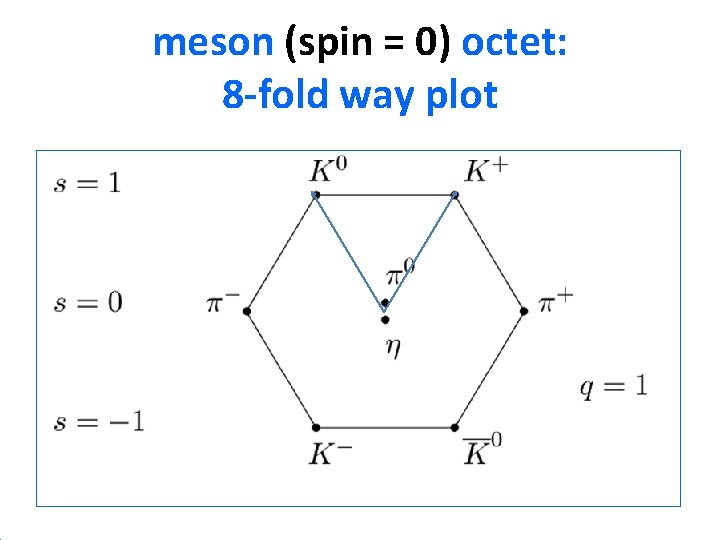 meson (spin = 0) octet:
8-fold way plot
K⁰ K⁺
s = 1
π⁰
s = 0 π⁻ π⁺
η
q = 1
s = −1
K⁻ K̅⁰